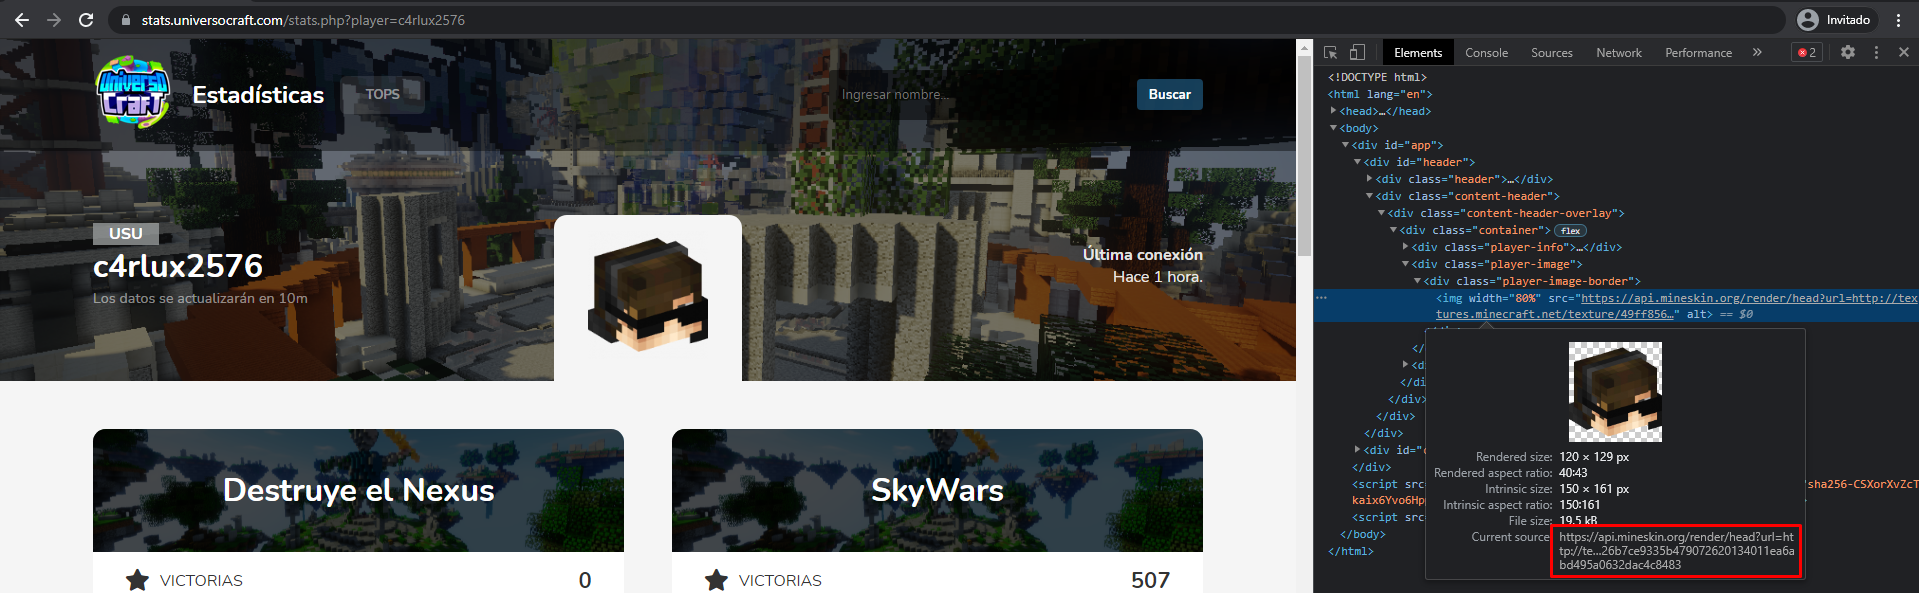 stats.universocraft.com/stats.php?player=c4rlux2576
Invitado
UNIVERSO
CRAFT
Estadísticas
TOPS
Ingresar nombre...
Buscar
USU
c4rlux2576
Los datos se actualizarán en 10m
Última conexión
Hace 1 hora.
Destruye el Nexus
VICTORIAS
0
SkyWars
VICTORIAS
507
Elements
Console
Sources
Network
Performance
»
2
<!DOCTYPE html>
<html lang="en">
<head>…</head>
<body>
<div id="app">
<div id="header">
<div class="header">…</div>
<div class="content-header">
<div class="content-header-overlay">
<div class="container"> flex
<div class="player-info">…</div>
<div class="player-image">
<div class="player-image-border">
<img width="80%" src="https://api.mineskin.org/render/head?url=http://tex
tures.minecraft.net/texture/49ff856…" alt> == $0
</
<d
</di
</div>
</div>
</div>
<div id="c
</div>
<script src
sha256-CSXorXvZcT
kaix6Yvo6Hp
<script src
</body>
</html>
Rendered size: 120 × 129 px
Rendered aspect ratio: 40:43
Intrinsic size: 150 × 161 px
Intrinsic aspect ratio: 150:161
File size: 19.5 kB
Current source: https://api.mineskin.org/render/head?url=ht
tp://te…26b7ce9335b479072620134011ea6a
bd495a0632dac4c8483